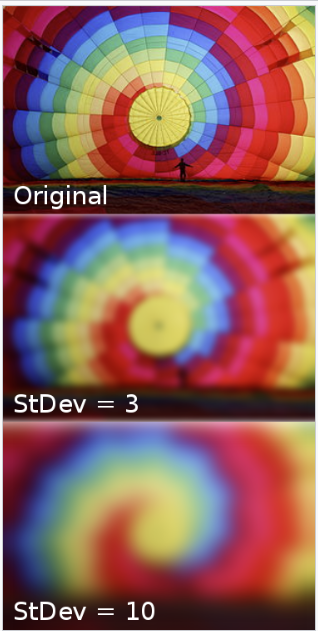 Original
StDev = 3
StDev = 10